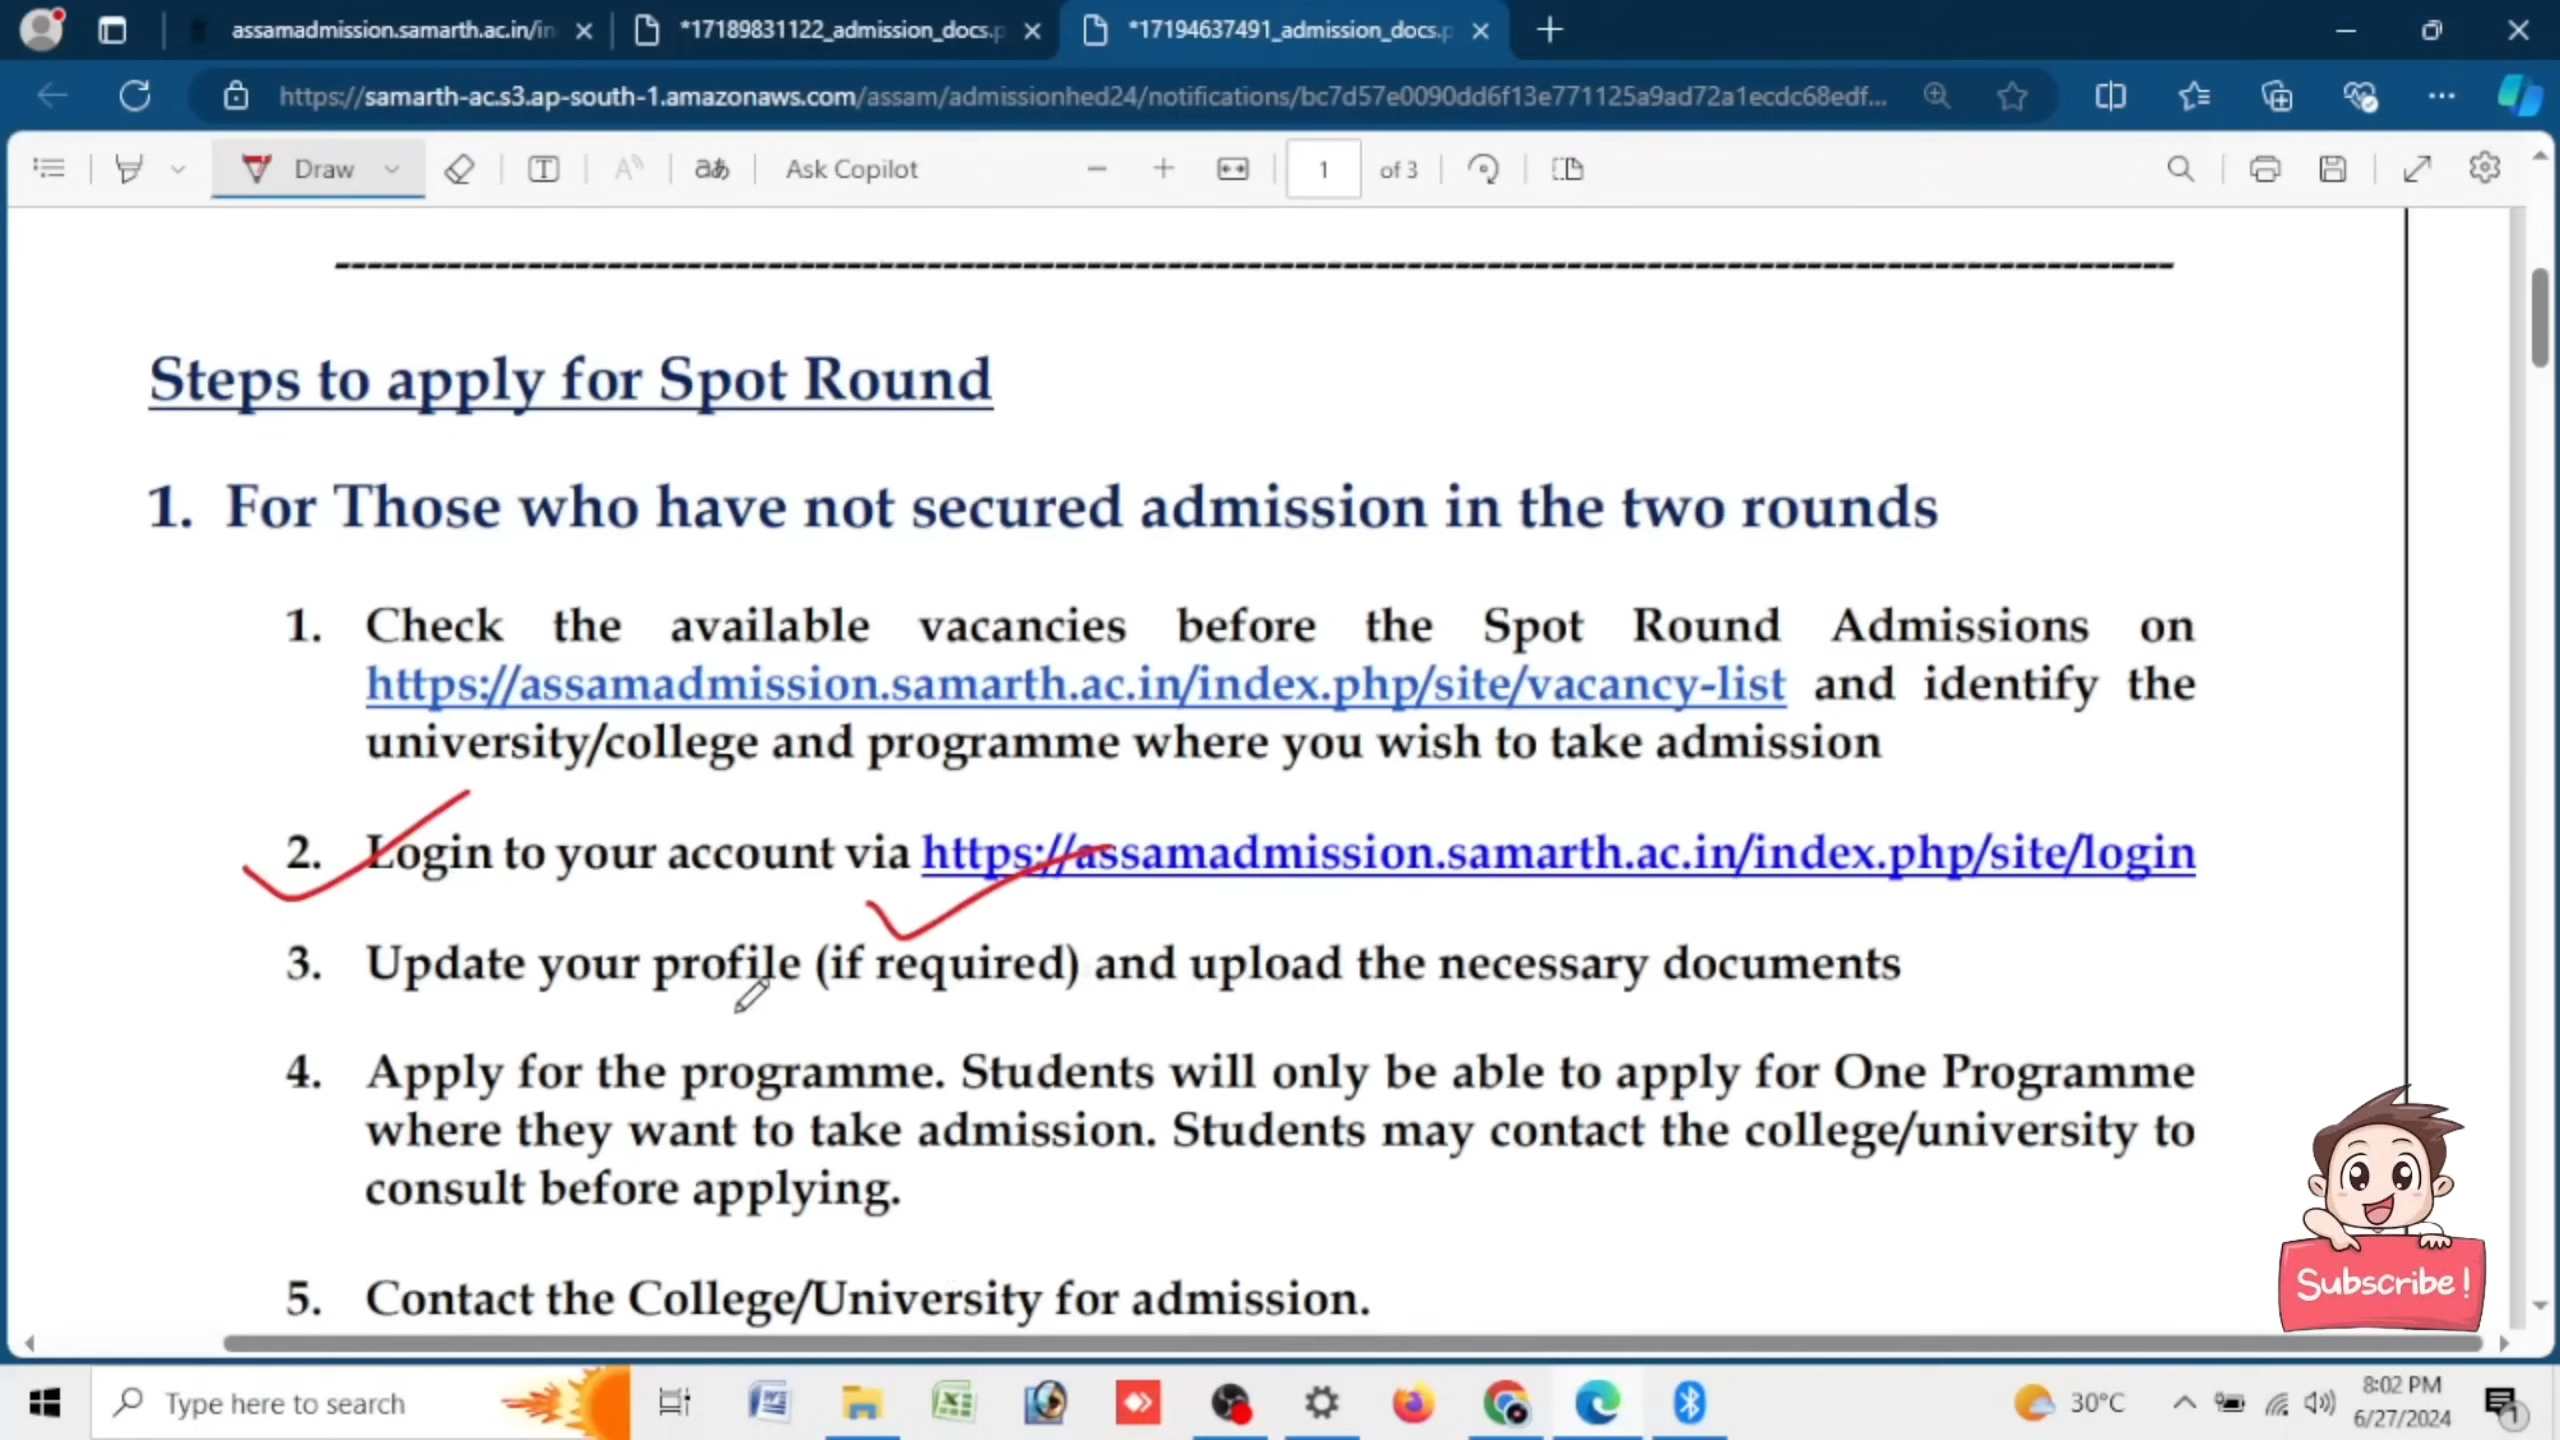 assamadmission.samarth.ac.in/in
*17189831122_admission_docs.p
*17194637491_admission_docs.p
https://samarth-ac.s3.ap-south-1.amazonaws.com/assam/admissionhed24/notifications/bc7d57e0090dd6f13e771125a9ad72a1ecdc68edf...
Draw
Ask Copilot
1 of 3
Steps to apply for Spot Round
1. For Those who have not secured admission in the two rounds
1. Check the available vacancies before the Spot Round Admissions on
https://assamadmission.samarth.ac.in/index.php/site/vacancy-list and identify the
university/college and programme where you wish to take admission
2. Login to your account via https://assamadmission.samarth.ac.in/index.php/site/login
3. Update your profile (if required) and upload the necessary documents
4. Apply for the programme. Students will only be able to apply for One Programme
where they want to take admission. Students may contact the college/university to
consult before applying.
5. Contact the College/University for admission.
Subscribe!
Type here to search
30°C
8:02 PM
6/27/2024